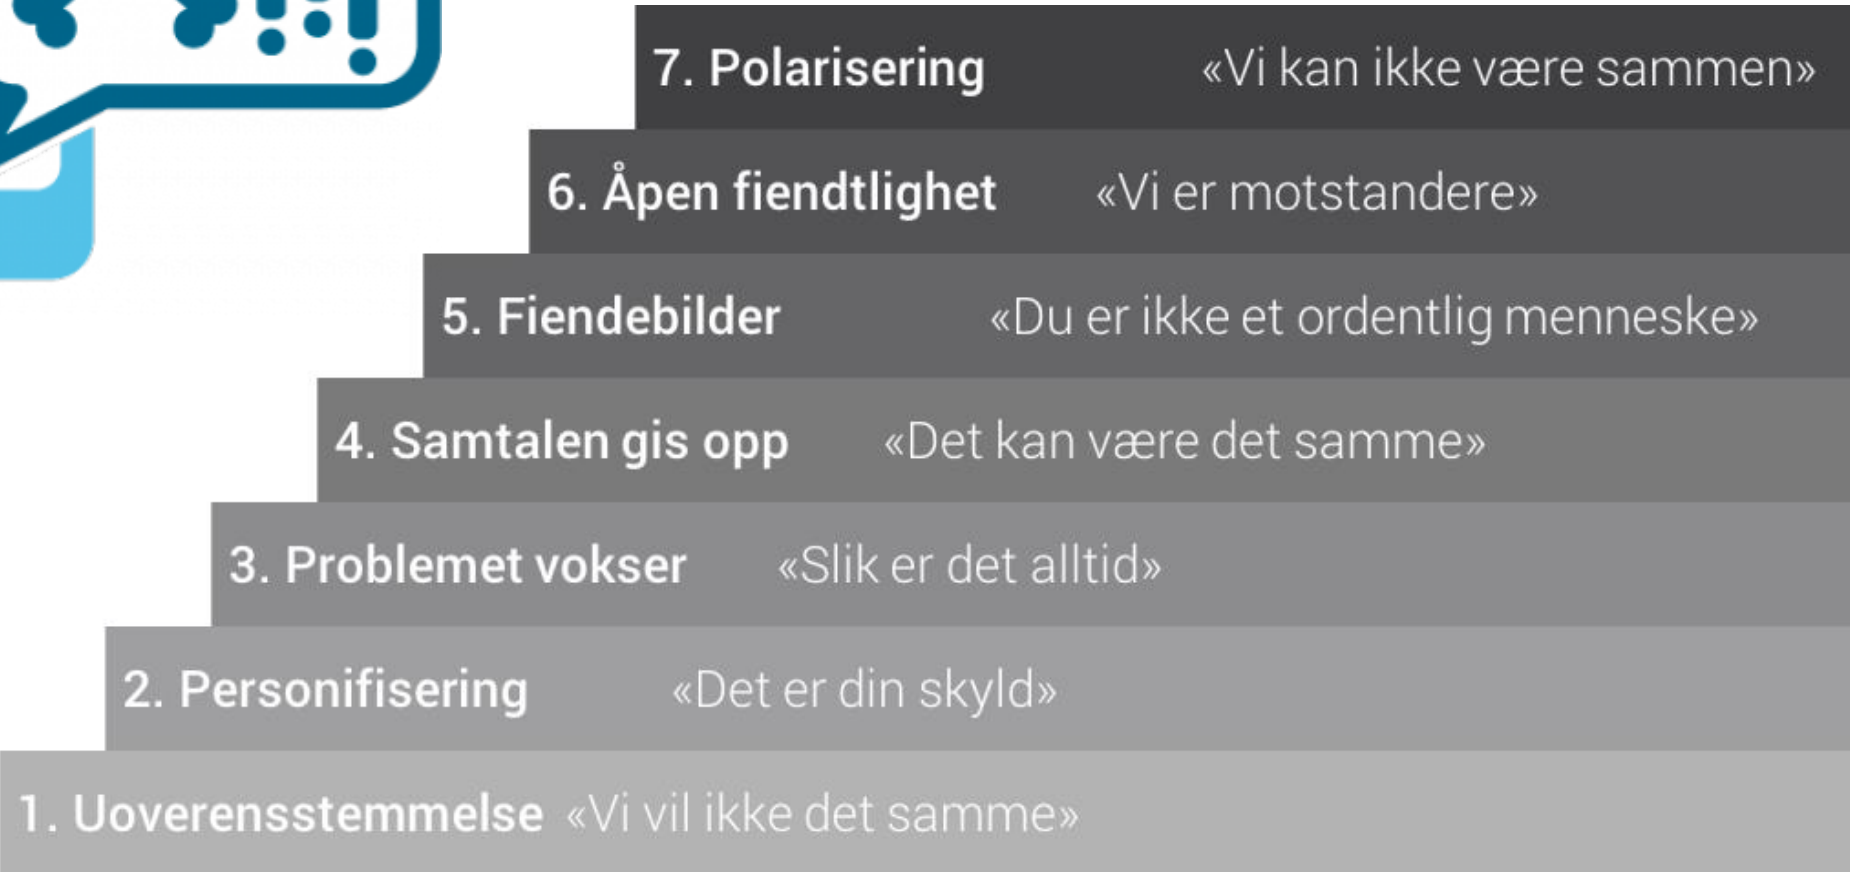 7. Polarisering «Vi kan ikke være sammen»
6. Åpen fiendtlighet «Vi er motstandere»
5. Fiendebilder «Du er ikke et ordentlig menneske»
4. Samtalen gis opp «Det kan være det samme»
3. Problemet vokser «Slik er det alltid»
2. Personifisering «Det er din skyld»
1. Uoverensstemmelse «Vi vil ikke det samme»